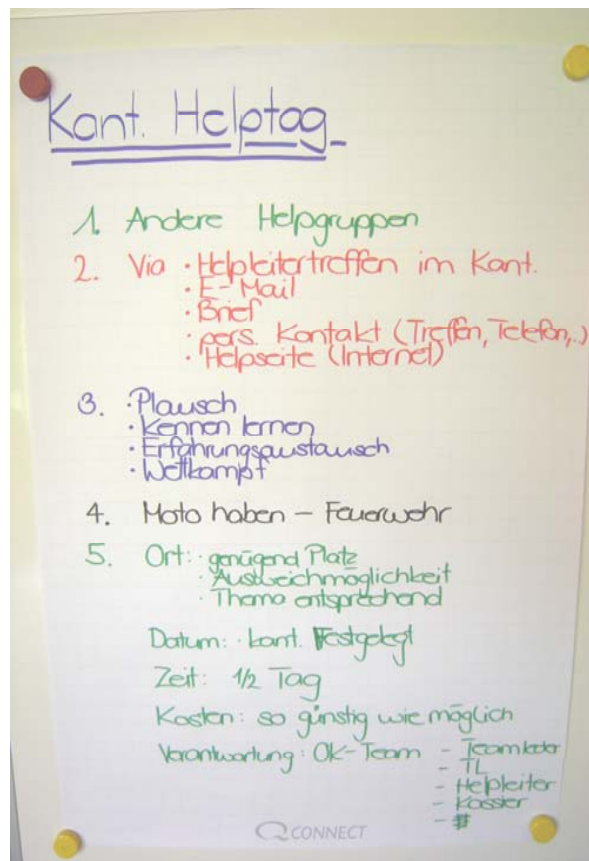 Kant. Helptag
1. Andere Helpgruppen
2. Via · Helpleitertreffen im Kant.
· E-Mail
· Brief
· pers. Kontakt (Treffen, Telefon,..)
· Helpseite (Internet)
3. · Plausch
· Kennen lernen
· Erfahrungsaustausch
· Wettkampf
4. Moto haben – Feuerwehr
5. Ort: · genügend Platz
· Ausweichmöglichkeit
· Thema entsprechend
Datum: · kant. Festgelegt
Zeit: 1/2 Tag
Kosten: so günstig wie möglich
Verantwortung: OK-Team - Teamleiter
- TL
- Helpleiter
- Kassier
- #
Q CONNECT